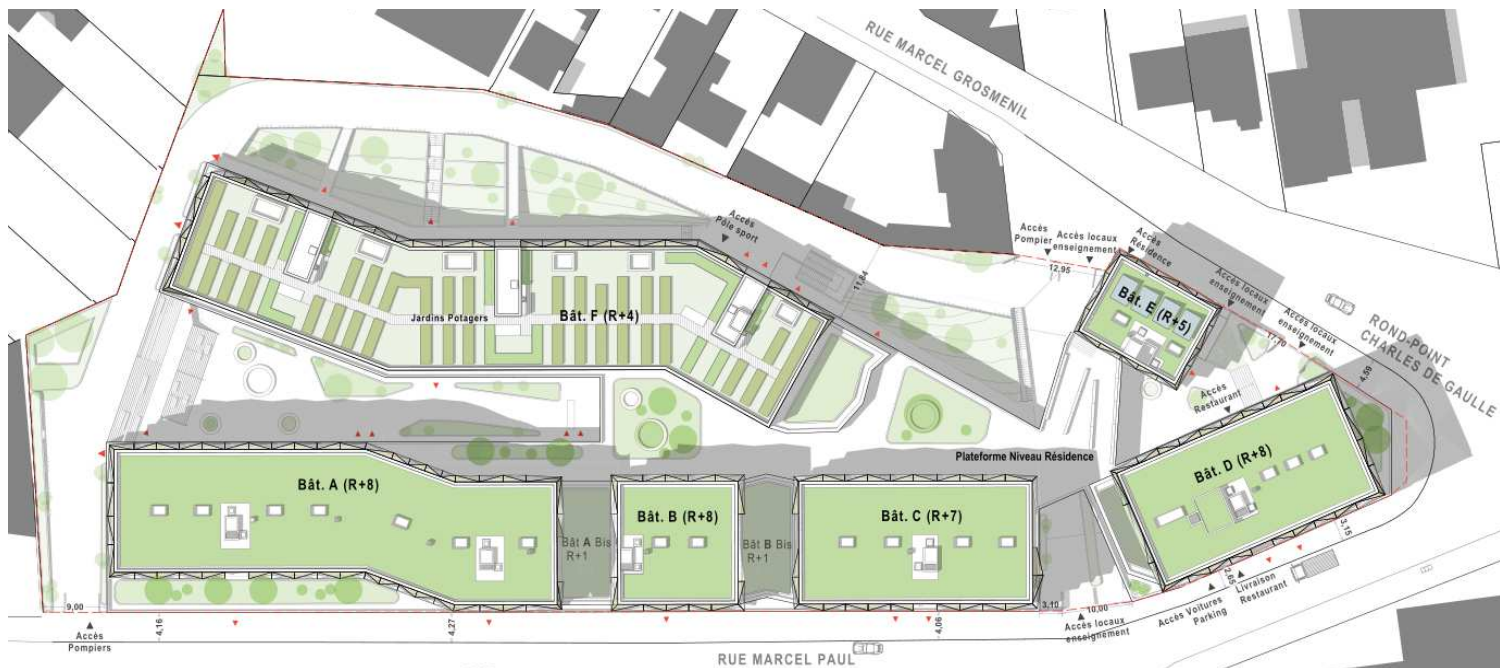 RUE MARCEL GROSMENIL
Accès
Pôle sport
Accès
Pompier
Accès locaux
enseignement
Accès
Résidence
12,95
11,84
Bât. E (R+5)
Accès locaux
enseignement
Accès locaux
enseignement
17,70
ROND-POINT
CHARLES DE GAULLE
4,59
Jardins Potagers
Bât. F (R+4)
Accès
Restaurant
Plateforme Niveau Résidence
Bât. D (R+8)
Bât. A (R+8)
Bât. B (R+8)
Bât. C (R+7)
Bât A Bis
R+1
Bât B Bis
R+1
3,15
2,65
Livraison
Restaurant
Accès Voitures
Parking
9,00
3,10
10,00
Accès
Pompiers
4,16
4,27
4,06
Accès locaux
enseignement
RUE MARCEL PAUL